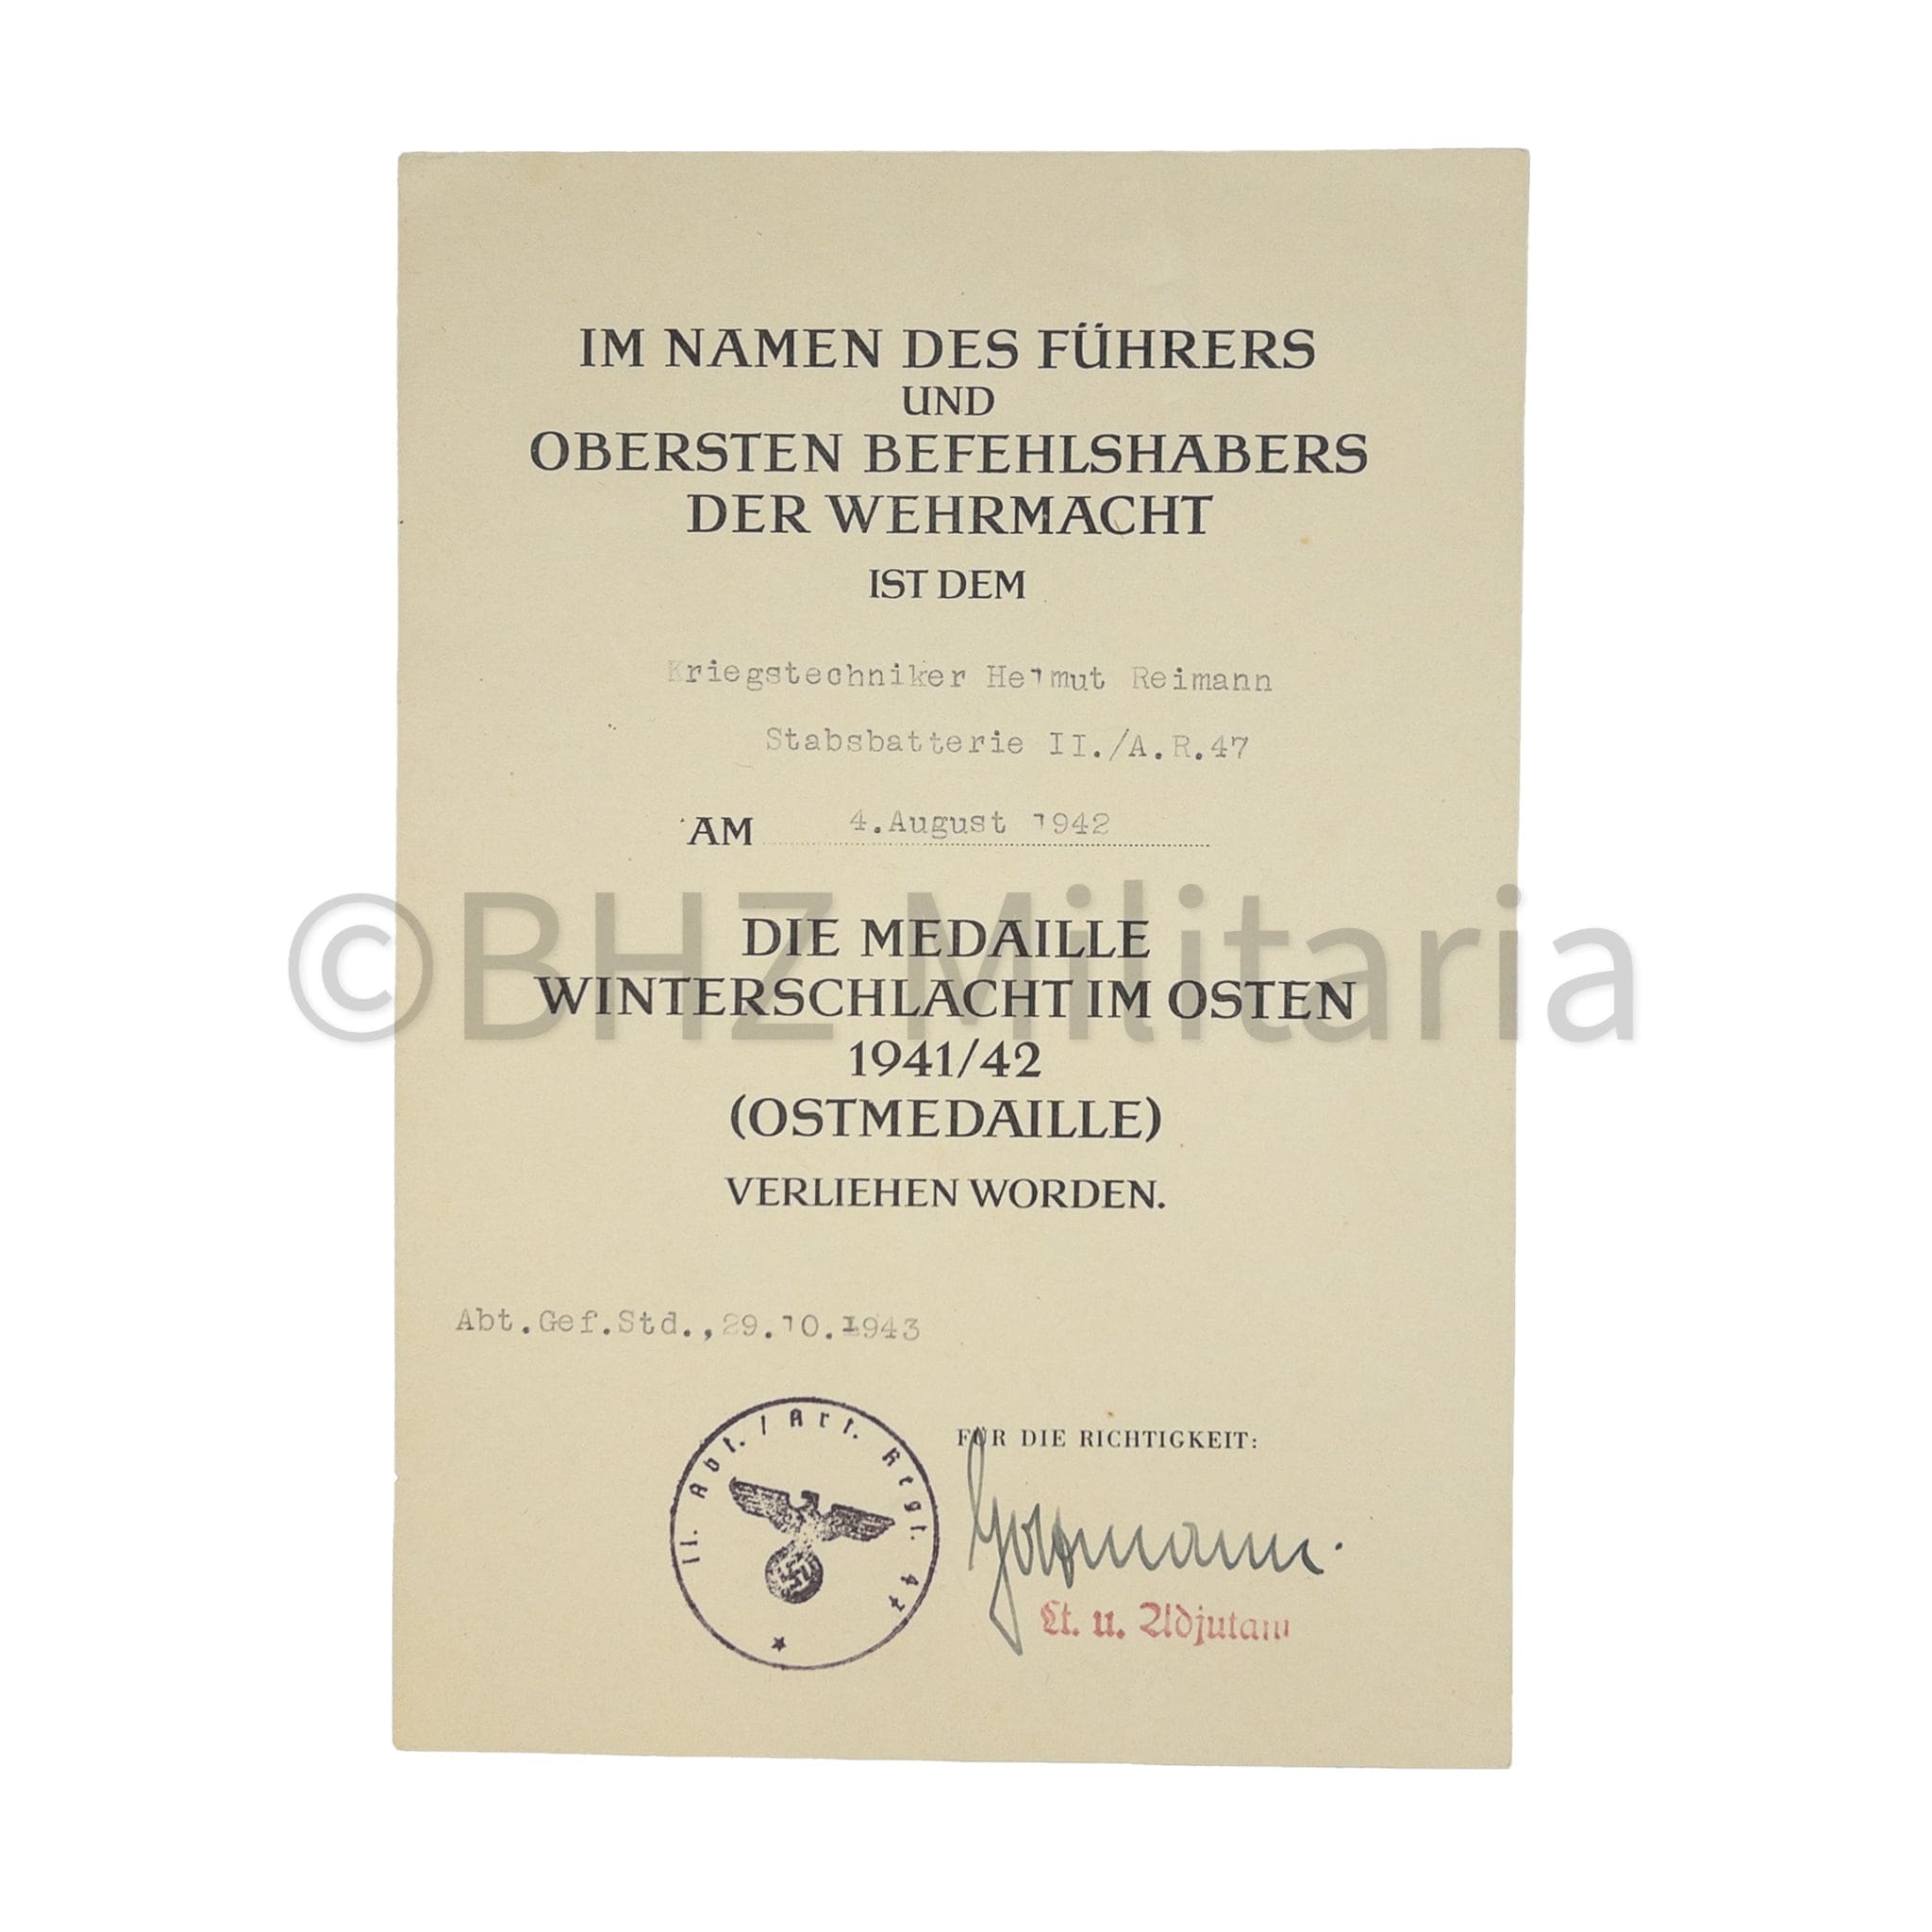 IM NAMEN DES FÜHRERS
UND
OBERSTEN BEFEHLSHABERS
DER WEHRMACHT
IST DEM
Kriegstechniker Helmut Reimann
Stabsbatterie II./A.R.47
AM 4.August 1942
©BHZ Militaria
DIE MEDAILLE
WINTERSCHLACHT IM OSTEN
1941/42
(OSTMEDAILLE)
VERLIEHEN WORDEN.
Abt.Gef.Std.,29.10.1943
II. Abt. / Art. Regt. 47
FÜR DIE RICHTIGKEIT:
Lt. u. Adjutant